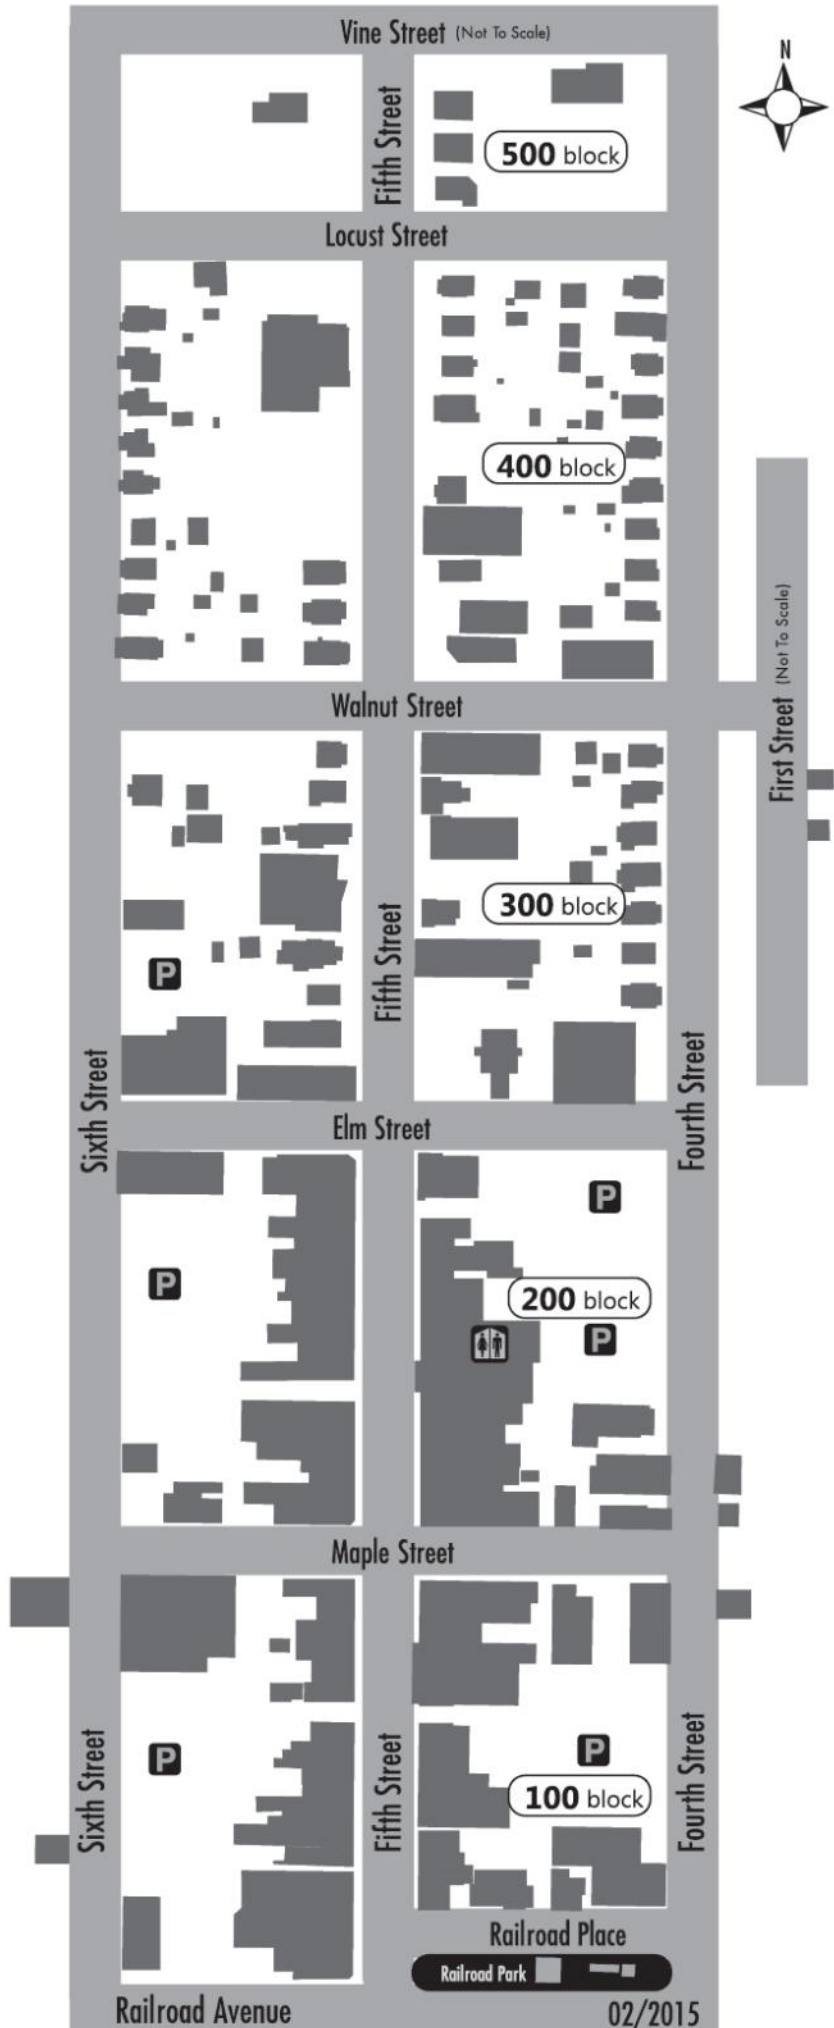 Vine Street (Not To Scale)
N
Fifth Street
500 block
Locust Street
400 block
First Street (Not To Scale)
Walnut Street
300 block
Fifth Street
Sixth Street
Fourth Street
Elm Street
P
P
P
200 block
P
Maple Street
Sixth Street
P
Fifth Street
P
100 block
Fourth Street
Railroad Place
Railroad Park
Railroad Avenue
02/2015